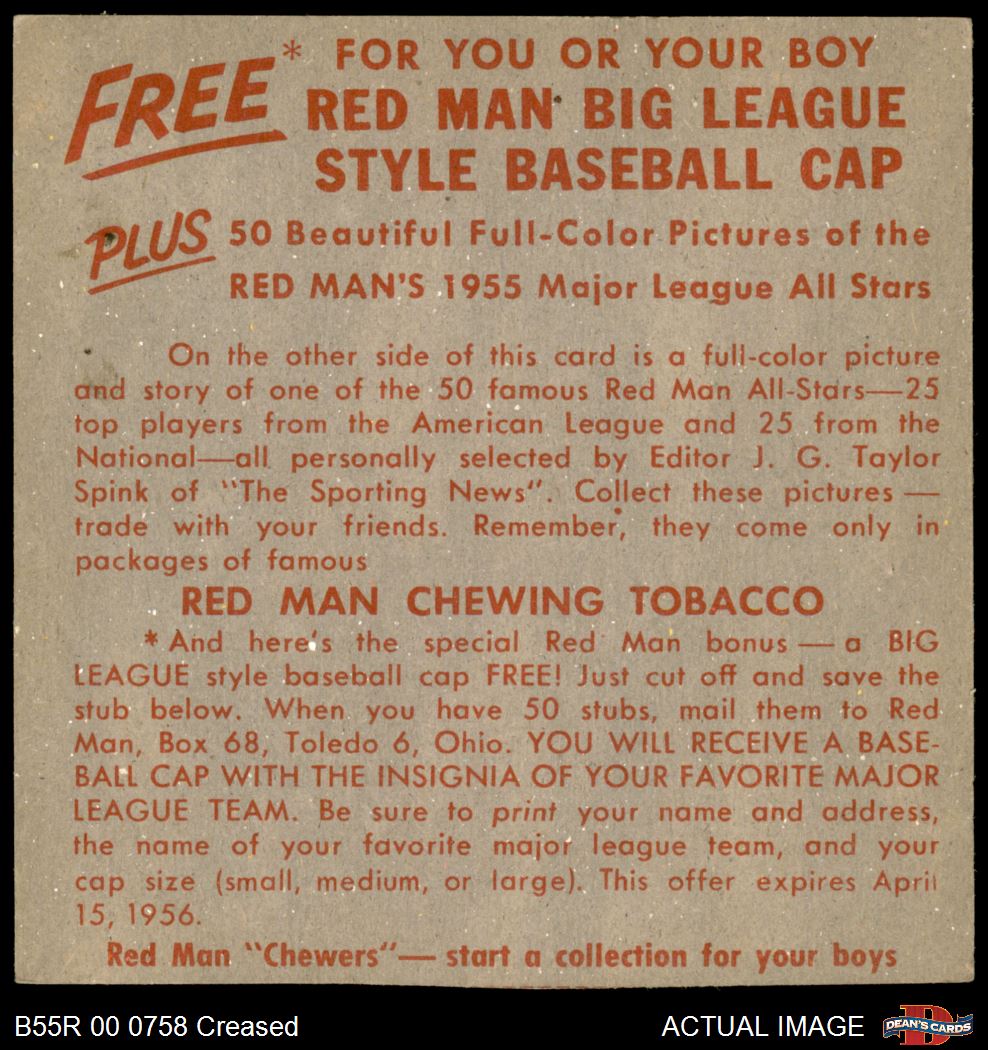 FREE* FOR YOU OR YOUR BOY
RED MAN BIG LEAGUE
STYLE BASEBALL CAP
PLUS 50 Beautiful Full-Color Pictures of the
RED MAN'S 1955 Major League All Stars
On the other side of this card is a full-color picture
and story of one of the 50 famous Red Man All-Stars—25
top players from the American League and 25 from the
National—all personally selected by Editor J. G. Taylor
Spink of "The Sporting News". Collect these pictures —
trade with your friends. Remember, they come only in
packages of famous
RED MAN CHEWING TOBACCO
* And here's the special Red Man bonus — a BIG
LEAGUE style baseball cap FREE! Just cut off and save the
stub below. When you have 50 stubs, mail them to Red
Man, Box 68, Toledo 6, Ohio. YOU WILL RECEIVE A BASE-
BALL CAP WITH THE INSIGNIA OF YOUR FAVORITE MAJOR
LEAGUE TEAM. Be sure to print your name and address,
the name of your favorite major league team, and your
cap size (small, medium, or large). This offer expires April
15, 1956.
Red Man "Chewers"— start a collection for your boys
B55R 00 0758 Creased
ACTUAL IMAGE
D
DEAN'S CARDS